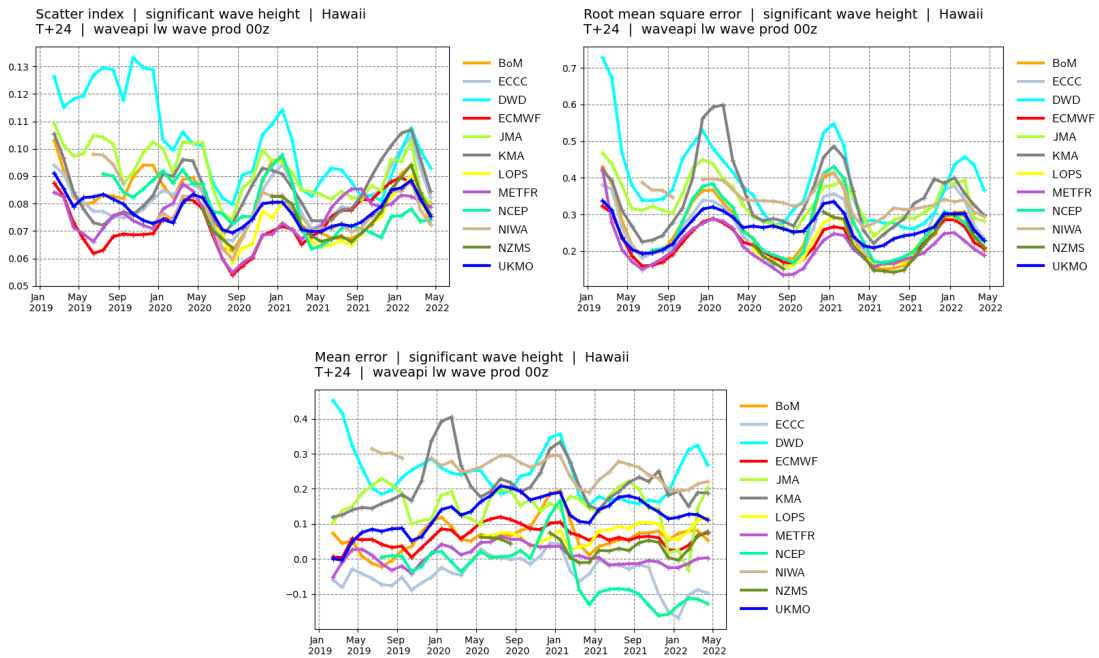 Scatter index | significant wave height | Hawaii
T+24 | waveapi lw wave prod 00z
0.13
0.12
0.11
0.10
0.09
0.08
0.07
0.06
0.05
Jan 2019
May 2019
Sep 2019
Jan 2020
May 2020
Sep 2020
Jan 2021
May 2021
Sep 2021
Jan 2022
May 2022
BoM
ECCC
DWD
ECMWF
JMA
KMA
LOPS
METFR
NCEP
NIWA
NZMS
UKMO
Root mean square error | significant wave height | Hawaii
T+24 | waveapi lw wave prod 00z
0.7
0.6
0.5
0.4
0.3
0.2
Jan 2019
May 2019
Sep 2019
Jan 2020
May 2020
Sep 2020
Jan 2021
May 2021
Sep 2021
Jan 2022
May 2022
BoM
ECCC
DWD
ECMWF
JMA
KMA
LOPS
METFR
NCEP
NIWA
NZMS
UKMO
Mean error | significant wave height | Hawaii
T+24 | waveapi lw wave prod 00z
0.4
0.3
0.2
0.1
0.0
−0.1
Jan 2019
May 2019
Sep 2019
Jan 2020
May 2020
Sep 2020
Jan 2021
May 2021
Sep 2021
Jan 2022
May 2022
BoM
ECCC
DWD
ECMWF
JMA
KMA
LOPS
METFR
NCEP
NIWA
NZMS
UKMO